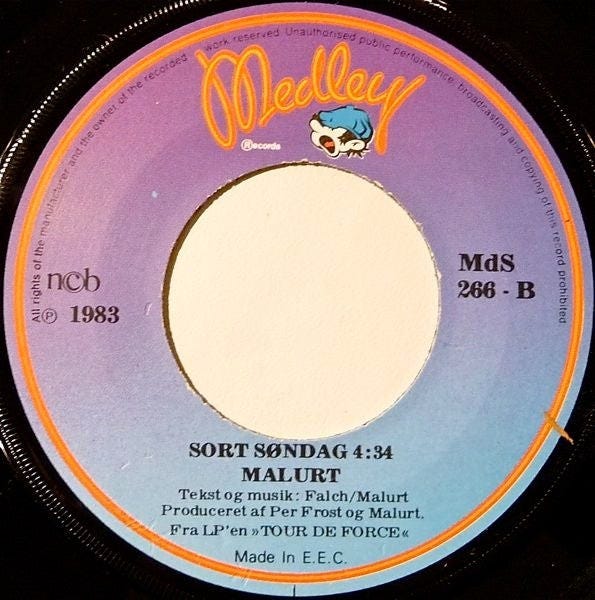 All rights of the manufacturer and the owner of the recorded work reserved. Unauthorised public performance, broadcasting and copying of this record prohibited
Medley
Records
ncb
MdS
266 - B
℗ 1983
SORT SØNDAG 4:34
MALURT
Tekst og musik: Falch/Malurt
Produceret af Per Frost og Malurt.
Fra LP'en »TOUR DE FORCE«
Made In E.E.C.